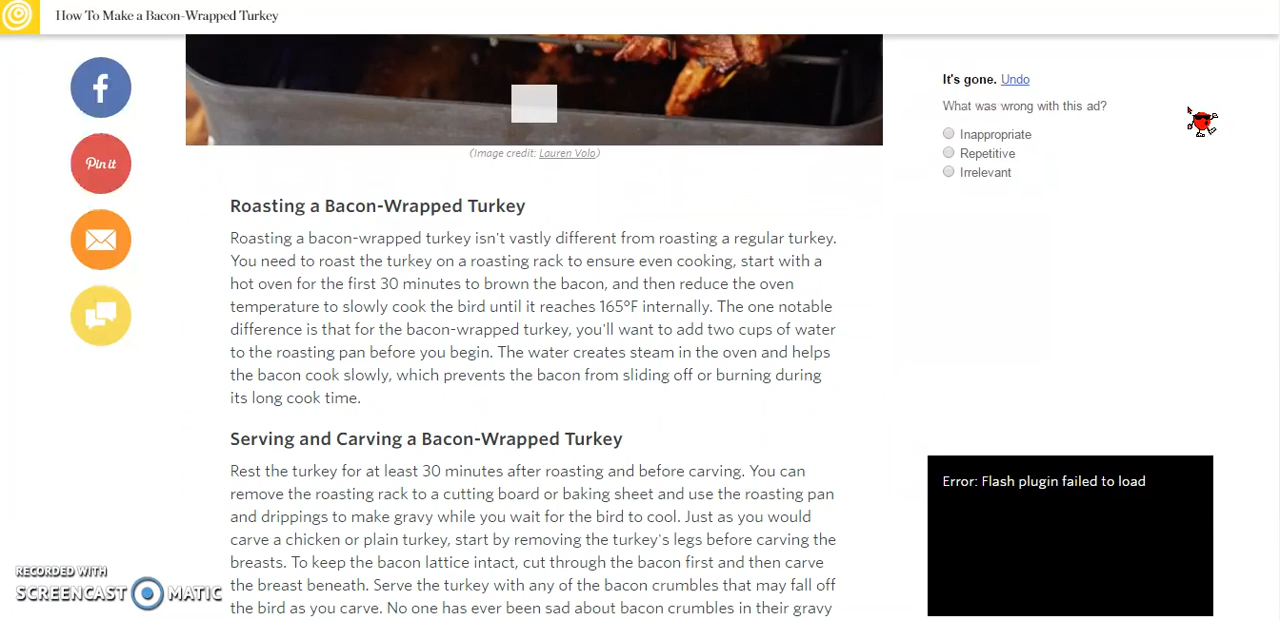 How To Make a Bacon-Wrapped Turkey
f
Pin it
(Image credit: Lauren Volo)
It's gone. Undo
What was wrong with this ad?
Inappropriate
Repetitive
Irrelevant
Roasting a Bacon-Wrapped Turkey
Roasting a bacon-wrapped turkey isn't vastly different from roasting a regular turkey.
You need to roast the turkey on a roasting rack to ensure even cooking, start with a
hot oven for the first 30 minutes to brown the bacon, and then reduce the oven
temperature to slowly cook the bird until it reaches 165°F internally. The one notable
difference is that for the bacon-wrapped turkey, you'll want to add two cups of water
to the roasting pan before you begin. The water creates steam in the oven and helps
the bacon cook slowly, which prevents the bacon from sliding off or burning during
its long cook time.
Serving and Carving a Bacon-Wrapped Turkey
Rest the turkey for at least 30 minutes after roasting and before carving. You can
remove the roasting rack to a cutting board or baking sheet and use the roasting pan
and drippings to make gravy while you wait for the bird to cool. Just as you would
carve a chicken or plain turkey, start by removing the turkey's legs before carving the
breasts. To keep the bacon lattice intact, cut through the bacon first and then carve
the breast beneath. Serve the turkey with any of the bacon crumbles that may fall off
the bird as you carve. No one has ever been sad about bacon crumbles in their gravy
Error: Flash plugin failed to load
RECORDED WITH
SCREENCAST MATIC